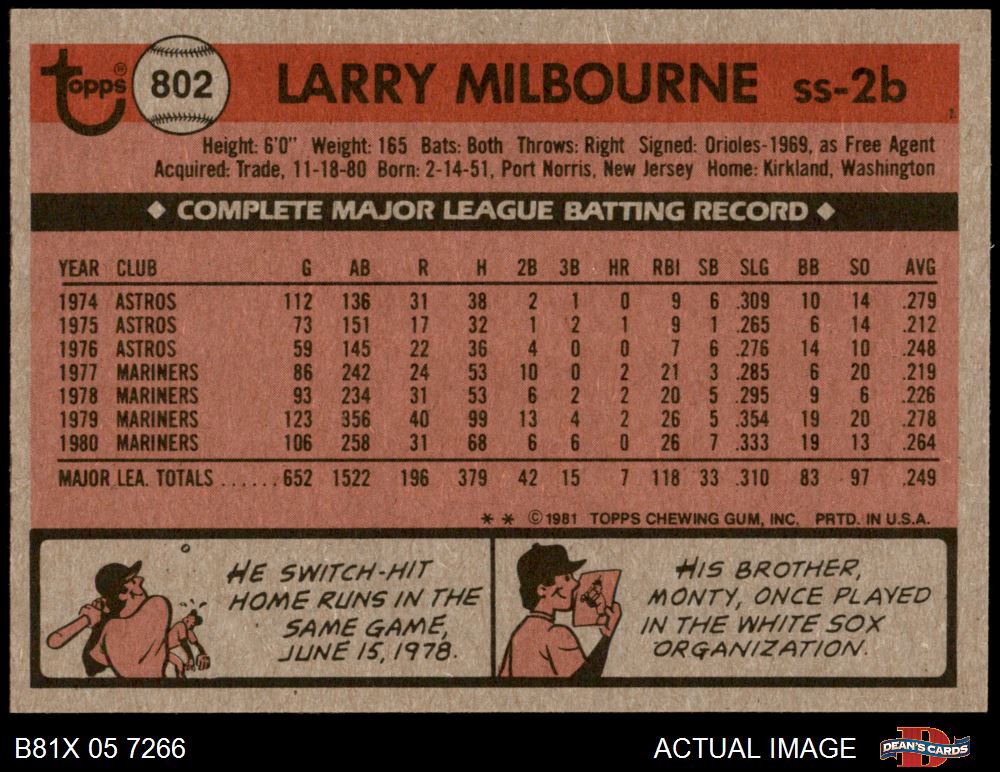 topps 802 LARRY MILBOURNE ss-2b
Height: 6'0" Weight: 165 Bats: Both Throws: Right Signed: Orioles-1969, as Free Agent
Acquired: Trade, 11-18-80 Born: 2-14-51, Port Norris, New Jersey Home: Kirkland, Washington
◆ COMPLETE MAJOR LEAGUE BATTING RECORD ◆
YEAR CLUB G AB R H 2B 3B HR RBI SB SLG BB SO AVG
1974 ASTROS 112 136 31 38 2 1 0 9 6 .309 10 14 .279
1975 ASTROS 73 151 17 32 1 2 1 9 1 .265 6 14 .212
1976 ASTROS 59 145 22 36 4 0 0 7 6 .276 14 10 .248
1977 MARINERS 86 242 24 53 10 0 2 21 3 .285 6 20 .219
1978 MARINERS 93 234 31 53 6 2 2 20 5 .295 9 6 .226
1979 MARINERS 123 356 40 99 13 4 2 26 5 .354 19 20 .278
1980 MARINERS 106 258 31 68 6 6 0 26 7 .333 19 13 .264
MAJOR LEA. TOTALS ......652 1522 196 379 42 15 7 118 33 .310 83 97 .249
** ©1981 TOPPS CHEWING GUM, INC. PRTD. IN U.S.A.
HE SWITCH-HIT
HOME RUNS IN THE
SAME GAME,
JUNE 15, 1978.
HIS BROTHER,
MONTY, ONCE PLAYED
IN THE WHITE SOX
ORGANIZATION.
B81X 05 7266 ACTUAL IMAGE DEAN'S CARDS